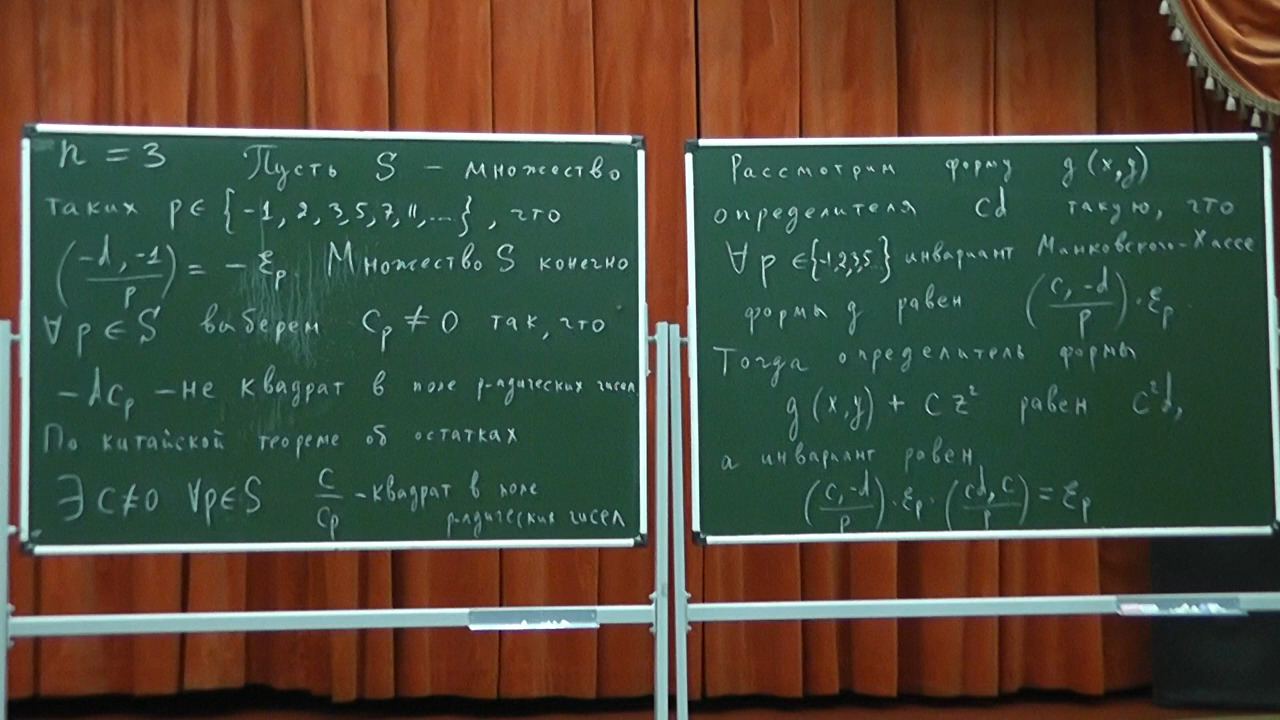 n = 3 Пусть S – множество
таких p ∈ {-1, 2, 3, 5, 7, 11, ...}, что
(-d, -1 / p) = - ε_p. Множество S конечно
∀ p ∈ S выберем C_p ≠ 0 так, что
-dc_p – не квадрат в поле p-адических чисел
По китайской теореме об остатках
∃ C ≠ 0 ∀p∈S C/C_p – квадрат в поле
p-адических чисел
Рассмотрим форму g(x,y)
определителя cd такую, что
∀ p ∈ {-1,2,3,5..} инвариант Минковского-Хассе
формы g равен (c, -d / p) · ε_p
Тогда определитель формы
g(x,y) + cz² равен c²d,
а инвариант равен
(c, -d / p) · ε_p · (cd, c / p) = ε_p